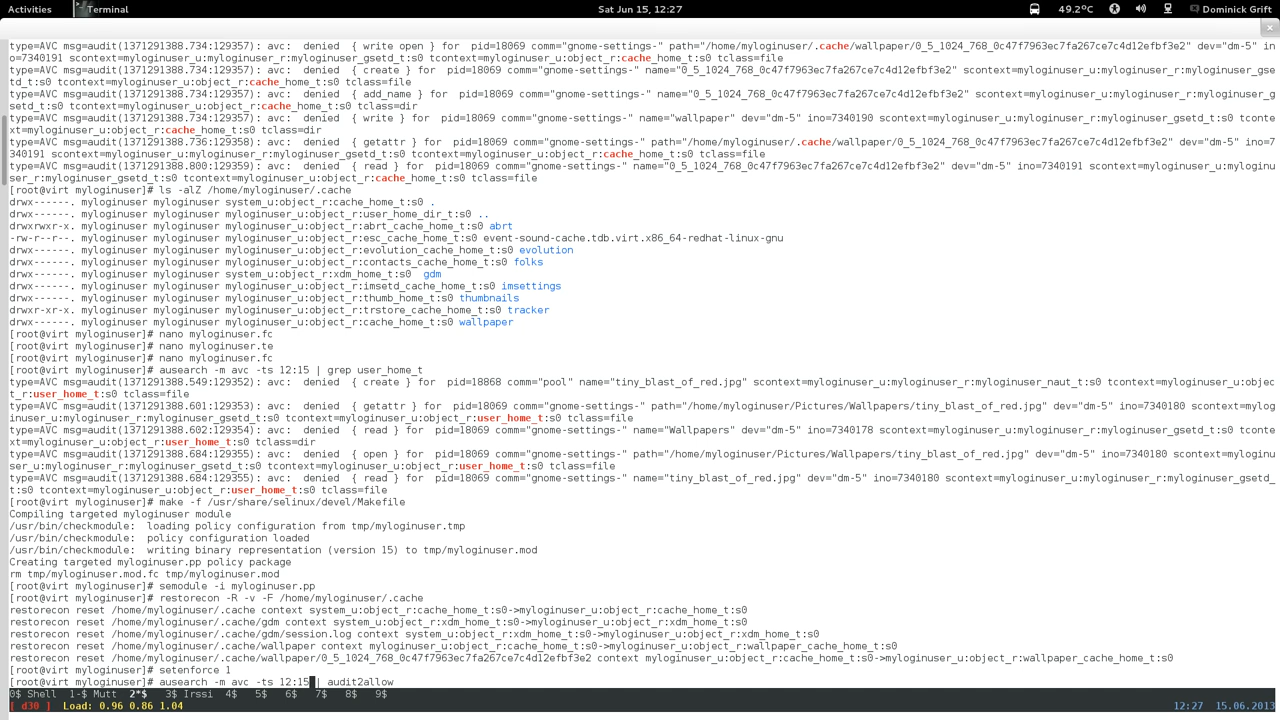 Activities Terminal Sat Jun 15, 12:27 49.2°C Dominick Grift
type=AVC msg=audit(1371291388.734:129357): avc:  denied  { write open } for  pid=18069 comm="gnome-settings-" path="/home/myloginuser/.cache/wallpaper/0_5_1024_768_0c47f7963ec7fa267ce7c4d12efbf3e2" dev="dm-5" in
o=7340191 scontext=myloginuser_u:myloginuser_r:myloginuser_gsetd_t:s0 tcontext=myloginuser_u:object_r:cache_home_t:s0 tclass=file
type=AVC msg=audit(1371291388.734:129357): avc:  denied  { create } for  pid=18069 comm="gnome-settings-" name="0_5_1024_768_0c47f7963ec7fa267ce7c4d12efbf3e2" scontext=myloginuser_u:myloginuser_r:myloginuser_gse
td_t:s0 tcontext=myloginuser_u:object_r:cache_home_t:s0 tclass=file
type=AVC msg=audit(1371291388.734:129357): avc:  denied  { add_name } for  pid=18069 comm="gnome-settings-" name="0_5_1024_768_0c47f7963ec7fa267ce7c4d12efbf3e2" scontext=myloginuser_u:myloginuser_r:myloginuser_g
setd_t:s0 tcontext=myloginuser_u:object_r:cache_home_t:s0 tclass=dir
type=AVC msg=audit(1371291388.734:129357): avc:  denied  { write } for  pid=18069 comm="gnome-settings-" name="wallpaper" dev="dm-5" ino=7340190 scontext=myloginuser_u:myloginuser_r:myloginuser_gsetd_t:s0 tconte
xt=myloginuser_u:object_r:cache_home_t:s0 tclass=dir
type=AVC msg=audit(1371291388.736:129358): avc:  denied  { getattr } for  pid=18069 comm="gnome-settings-" path="/home/myloginuser/.cache/wallpaper/0_5_1024_768_0c47f7963ec7fa267ce7c4d12efbf3e2" dev="dm-5" ino=7
340191 scontext=myloginuser_u:myloginuser_r:myloginuser_gsetd_t:s0 tcontext=myloginuser_u:object_r:cache_home_t:s0 tclass=file
type=AVC msg=audit(1371291388.800:129359): avc:  denied  { read } for  pid=18069 comm="gnome-settings-" name="0_5_1024_768_0c47f7963ec7fa267ce7c4d12efbf3e2" dev="dm-5" ino=7340191 scontext=myloginuser_u:myloginu
ser_r:myloginuser_gsetd_t:s0 tcontext=myloginuser_u:object_r:cache_home_t:s0 tclass=file
[root@virt myloginuser]# ls -alZ /home/myloginuser/.cache
drwx------. myloginuser myloginuser system_u:object_r:cache_home_t:s0 .
drwx------. myloginuser myloginuser myloginuser_u:object_r:user_home_dir_t:s0 ..
drwxrwxr-x. myloginuser myloginuser myloginuser_u:object_r:abrt_cache_home_t:s0 abrt
-rw-r--r--. myloginuser myloginuser myloginuser_u:object_r:esc_cache_home_t:s0 event-sound-cache.tdb.virt.x86_64-redhat-linux-gnu
drwx------. myloginuser myloginuser myloginuser_u:object_r:evolution_cache_home_t:s0 evolution
drwx------. myloginuser myloginuser myloginuser_u:object_r:contacts_cache_home_t:s0 folks
drwx------. myloginuser myloginuser system_u:object_r:xdm_home_t:s0  gdm
drwx------. myloginuser myloginuser myloginuser_u:object_r:imsetd_cache_home_t:s0 imsettings
drwx------. myloginuser myloginuser myloginuser_u:object_r:thumb_home_t:s0 thumbnails
drwxr-xr-x. myloginuser myloginuser myloginuser_u:object_r:trstore_cache_home_t:s0 tracker
drwx------. myloginuser myloginuser myloginuser_u:object_r:cache_home_t:s0 wallpaper
[root@virt myloginuser]# nano myloginuser.fc
[root@virt myloginuser]# nano myloginuser.te
[root@virt myloginuser]# nano myloginuser.fc
[root@virt myloginuser]# ausearch -m avc -ts 12:15 | grep user_home_t
type=AVC msg=audit(1371291388.549:129352): avc:  denied  { create } for  pid=18868 comm="pool" name="tiny_blast_of_red.jpg" scontext=myloginuser_u:myloginuser_r:myloginuser_naut_t:s0 tcontext=myloginuser_u:objec
t_r:user_home_t:s0 tclass=file
type=AVC msg=audit(1371291388.601:129353): avc:  denied  { getattr } for  pid=18069 comm="gnome-settings-" path="/home/myloginuser/Pictures/Wallpapers/tiny_blast_of_red.jpg" dev="dm-5" ino=7340180 scontext=mylog
inuser_u:myloginuser_r:myloginuser_gsetd_t:s0 tcontext=myloginuser_u:object_r:user_home_t:s0 tclass=file
type=AVC msg=audit(1371291388.602:129354): avc:  denied  { read } for  pid=18069 comm="gnome-settings-" name="Wallpapers" dev="dm-5" ino=7340178 scontext=myloginuser_u:myloginuser_r:myloginuser_gsetd_t:s0 tcont
ext=myloginuser_u:object_r:user_home_t:s0 tclass=dir
type=AVC msg=audit(1371291388.684:129355): avc:  denied  { open } for  pid=18069 comm="gnome-settings-" path="/home/myloginuser/Pictures/Wallpapers/tiny_blast_of_red.jpg" dev="dm-5" ino=7340180 scontext=myloginu
ser_u:myloginuser_r:myloginuser_gsetd_t:s0 tcontext=myloginuser_u:object_r:user_home_t:s0 tclass=file
type=AVC msg=audit(1371291388.684:129355): avc:  denied  { read } for  pid=18069 comm="gnome-settings-" name="tiny_blast_of_red.jpg" dev="dm-5" ino=7340180 scontext=myloginuser_u:myloginuser_r:myloginuser_gsetd_
t:s0 tcontext=myloginuser_u:object_r:user_home_t:s0 tclass=file
[root@virt myloginuser]# make -f /usr/share/selinux/devel/Makefile
Compiling targeted myloginuser module
/usr/bin/checkmodule:  loading policy configuration from tmp/myloginuser.tmp
/usr/bin/checkmodule:  policy configuration loaded
/usr/bin/checkmodule:  writing binary representation (version 15) to tmp/myloginuser.mod
Creating targeted myloginuser.pp policy package
rm tmp/myloginuser.mod.fc tmp/myloginuser.mod
[root@virt myloginuser]# semodule -i myloginuser.pp
[root@virt myloginuser]# restorecon -R -v -F /home/myloginuser/.cache
restorecon reset /home/myloginuser/.cache context system_u:object_r:cache_home_t:s0->myloginuser_u:object_r:cache_home_t:s0
restorecon reset /home/myloginuser/.cache/gdm context system_u:object_r:xdm_home_t:s0->myloginuser_u:object_r:xdm_home_t:s0
restorecon reset /home/myloginuser/.cache/gdm/session.log context system_u:object_r:xdm_home_t:s0->myloginuser_u:object_r:xdm_home_t:s0
restorecon reset /home/myloginuser/.cache/wallpaper context myloginuser_u:object_r:cache_home_t:s0->myloginuser_u:object_r:wallpaper_cache_home_t:s0
restorecon reset /home/myloginuser/.cache/wallpaper/0_5_1024_768_0c47f7963ec7fa267ce7c4d12efbf3e2 context myloginuser_u:object_r:cache_home_t:s0->myloginuser_u:object_r:wallpaper_cache_home_t:s0
[root@virt myloginuser]# setenforce 1
[root@virt myloginuser]# ausearch -m avc -ts 12:15 | audit2allow
0$ Shell  1-$ Mutt  2*$  3$ Irssi  4$  5$  6$  7$  8$  9$
[ d30 ]  Load: 0.96 0.86 1.04 12:27  15.06.2013